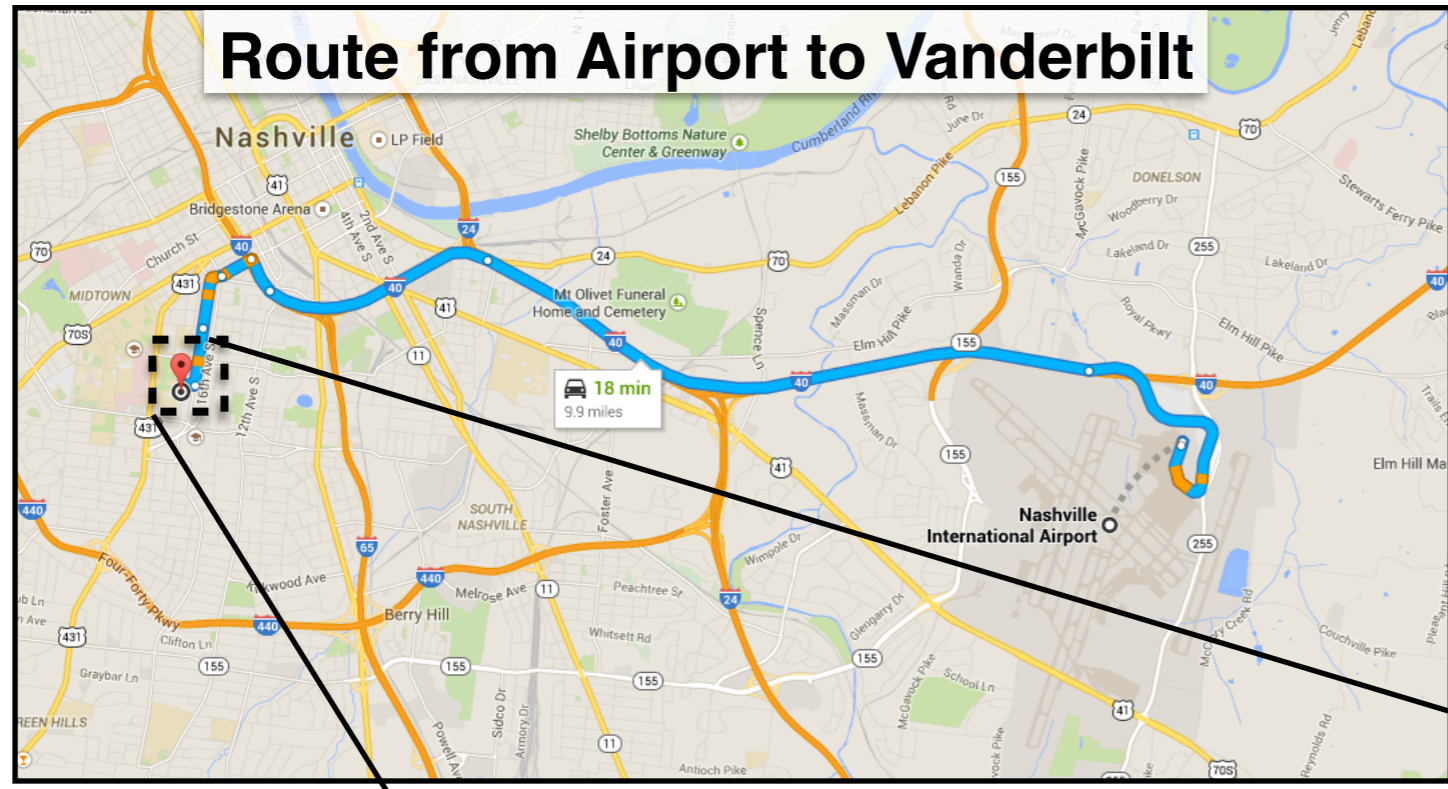 Route from Airport to Vanderbilt
Nashville
LP Field
Shelby Bottoms Nature
Center & Greenway
Cumberland River
June Dr
24
70
Lebanon Pike
155
McGavock Pike
DONELSON
Woodberry Dr
Stewarts Ferry Pike
41
Bridgestone Arena
2nd Ave S
4th Ave S
24
40
70
Church St
24
70
Wanda Dr
Lakeland Dr
255
Lakeland Dr
431
MIDTOWN
40
41
Mt Olivet Funeral
Home and Cemetery
Spence Ln
Massman Dr
Royal Pkwy
40
70S
11
40
Elm Hill Pike
155
Elm Hill Pike
16th Ave S
12th Ave S
18 min
9.9 miles
40
40
Massman Dr
431
41
155
Elm Hill Ma
440
SOUTH
NASHVILLE
Foster Ave
Nashville
International Airport
65
Wimpole Dr
255
Four-Forty Pkwy
Kirkwood Ave
440
Melrose Ave
11
Peachtree St
24
Berry Hill
Glengarry Dr
McCrory Creek Rd
440
431
Clifton Ln
Whitsett Rd
Couchville Pike
155
155
155
155
Graybar Ln
155
School Ln
McGavock Pike
Sidco Dr
Armory Dr
41
REEN HILLS
Powell Av
11
Antioch Pike
70S
Reynolds Rd